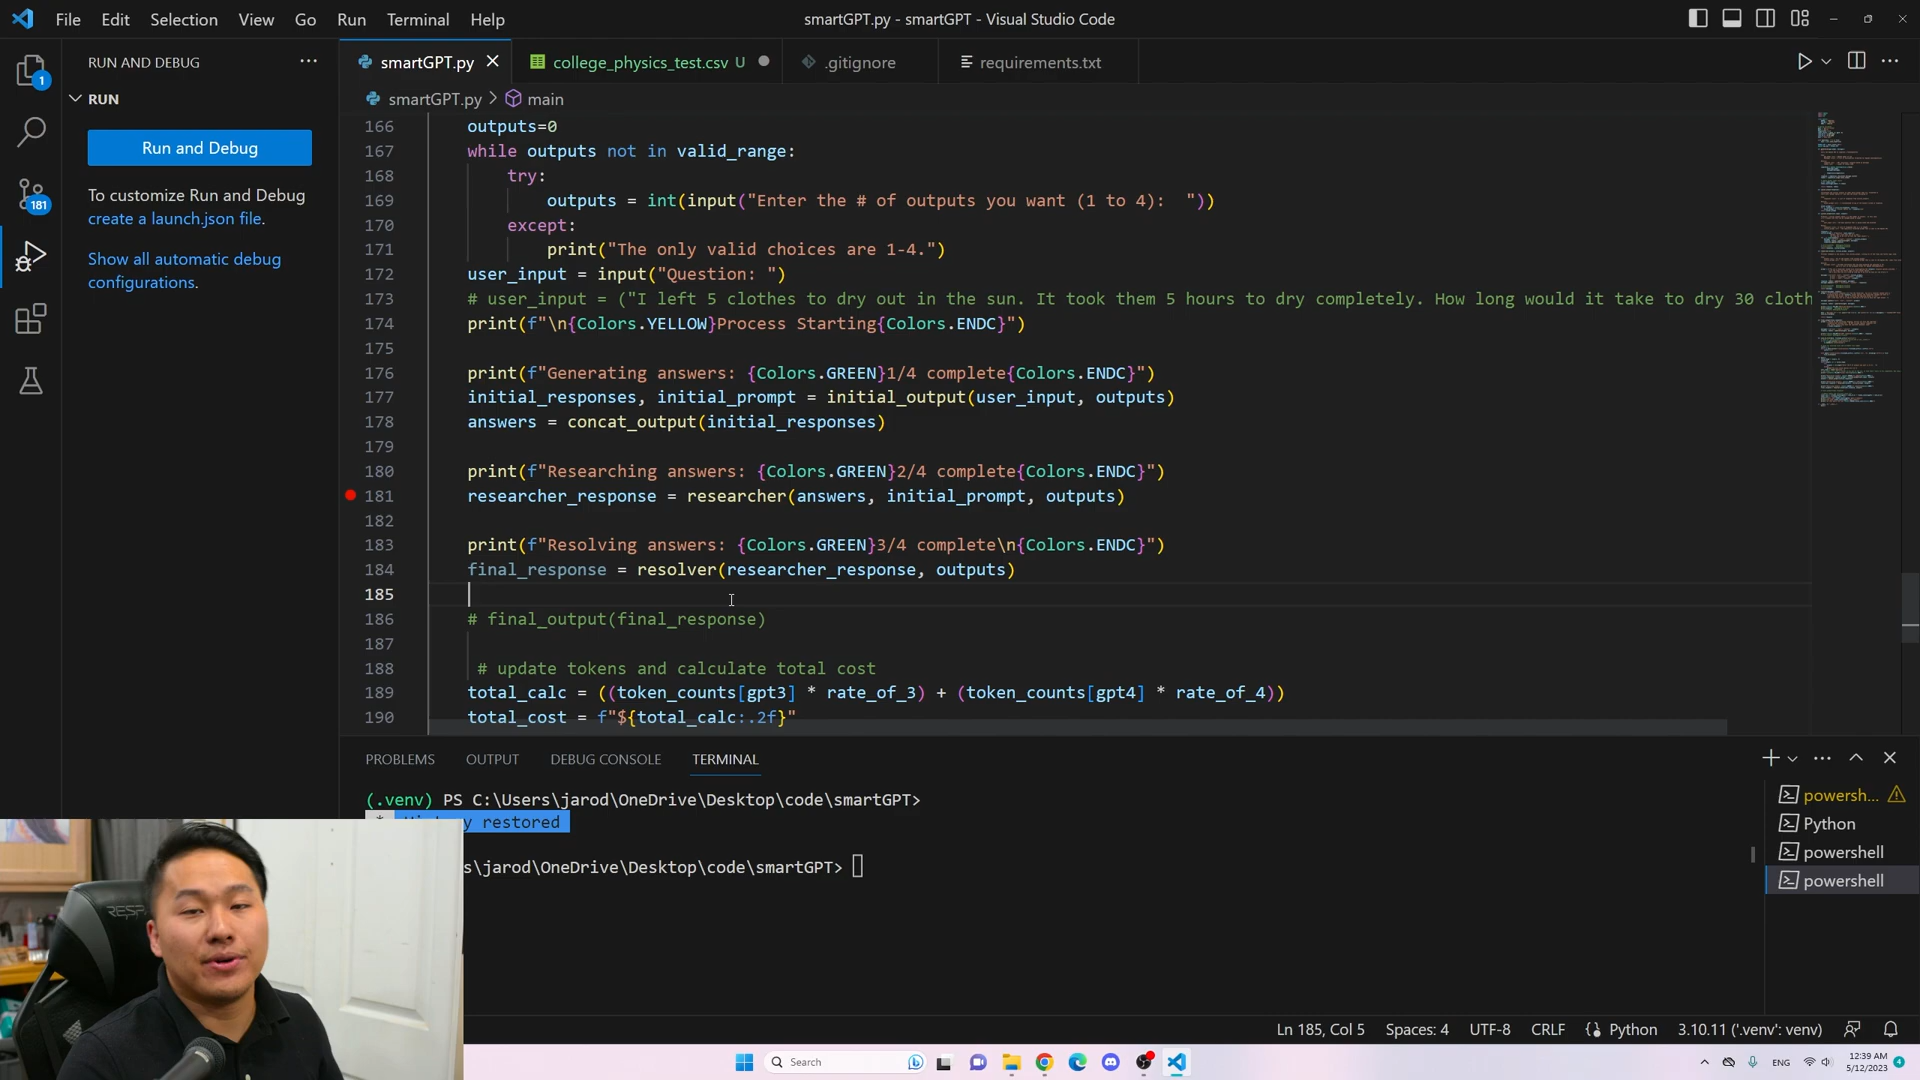 File Edit Selection View Go Run Terminal Help
smartGPT.py - smartGPT - Visual Studio Code
RUN AND DEBUG
RUN
Run and Debug
To customize Run and Debug
create a launch.json file.
Show all automatic debug
configurations.
1
181
smartGPT.py
college_physics_test.csv U
.gitignore
requirements.txt
smartGPT.py > main
166 outputs=0
167 while outputs not in valid_range:
168 try:
169 outputs = int(input("Enter the # of outputs you want (1 to 4):  "))
170 except:
171 print("The only valid choices are 1-4.")
172 user_input = input("Question: ")
173 # user_input = ("I left 5 clothes to dry out in the sun. It took them 5 hours to dry completely. How long would it take to dry 30 cloth
174 print(f"\n{Colors.YELLOW}Process Starting{Colors.ENDC}")
175
176 print(f"Generating answers: {Colors.GREEN}1/4 complete{Colors.ENDC}")
177 initial_responses, initial_prompt = initial_output(user_input, outputs)
178 answers = concat_output(initial_responses)
179
180 print(f"Researching answers: {Colors.GREEN}2/4 complete{Colors.ENDC}")
181 researcher_response = researcher(answers, initial_prompt, outputs)
182
183 print(f"Resolving answers: {Colors.GREEN}3/4 complete\n{Colors.ENDC}")
184 final_response = resolver(researcher_response, outputs)
185
186 # final_output(final_response)
187
188 # update tokens and calculate total cost
189 total_calc = ((token_counts[gpt3] * rate_of_3) + (token_counts[gpt4] * rate_of_4))
190 total_cost = f"${total_calc:.2f}"
PROBLEMS OUTPUT DEBUG CONSOLE TERMINAL
(.venv) PS C:\Users\jarod\OneDrive\Desktop\code\smartGPT>
restored
s\jarod\OneDrive\Desktop\code\smartGPT>
powersh...
Python
powershell
powershell
Ln 185, Col 5 Spaces: 4 UTF-8 CRLF Python 3.10.11 ('.venv': venv)
Search
ENG
12:39 AM
5/12/2023
4